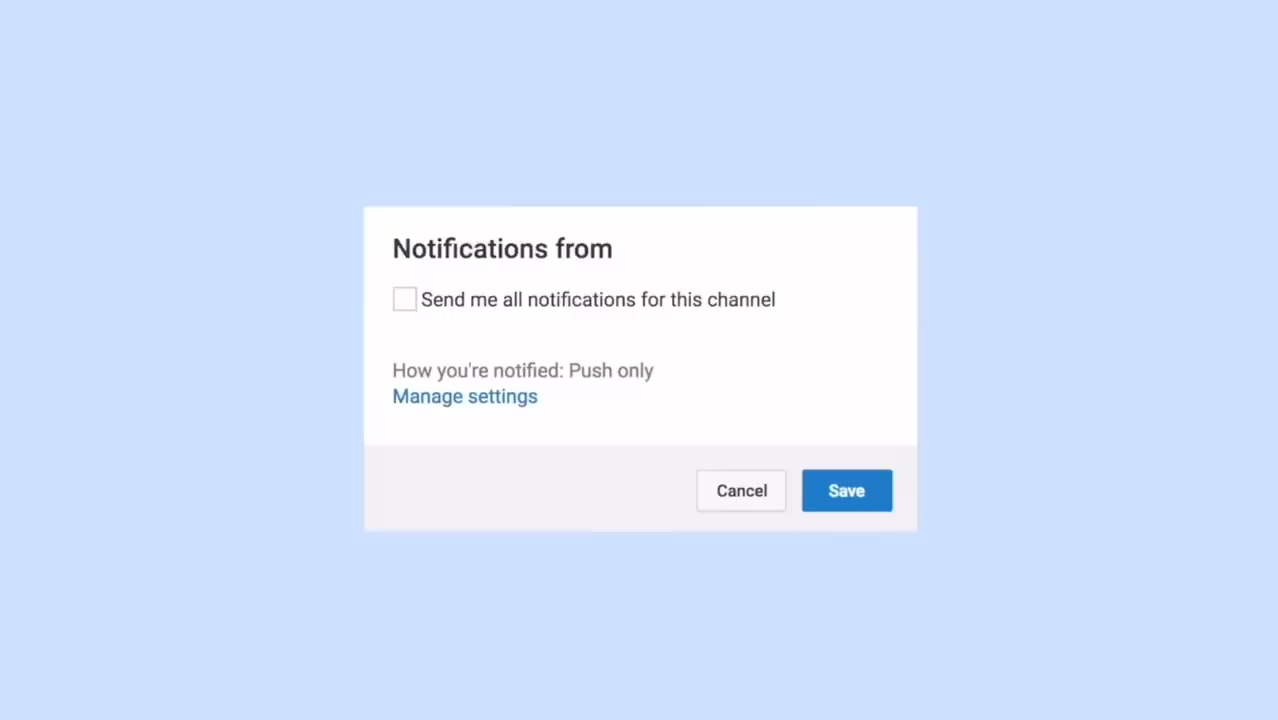 Notifications from
Send me all notifications for this channel
How you're notified: Push only
Manage settings
Cancel
Save